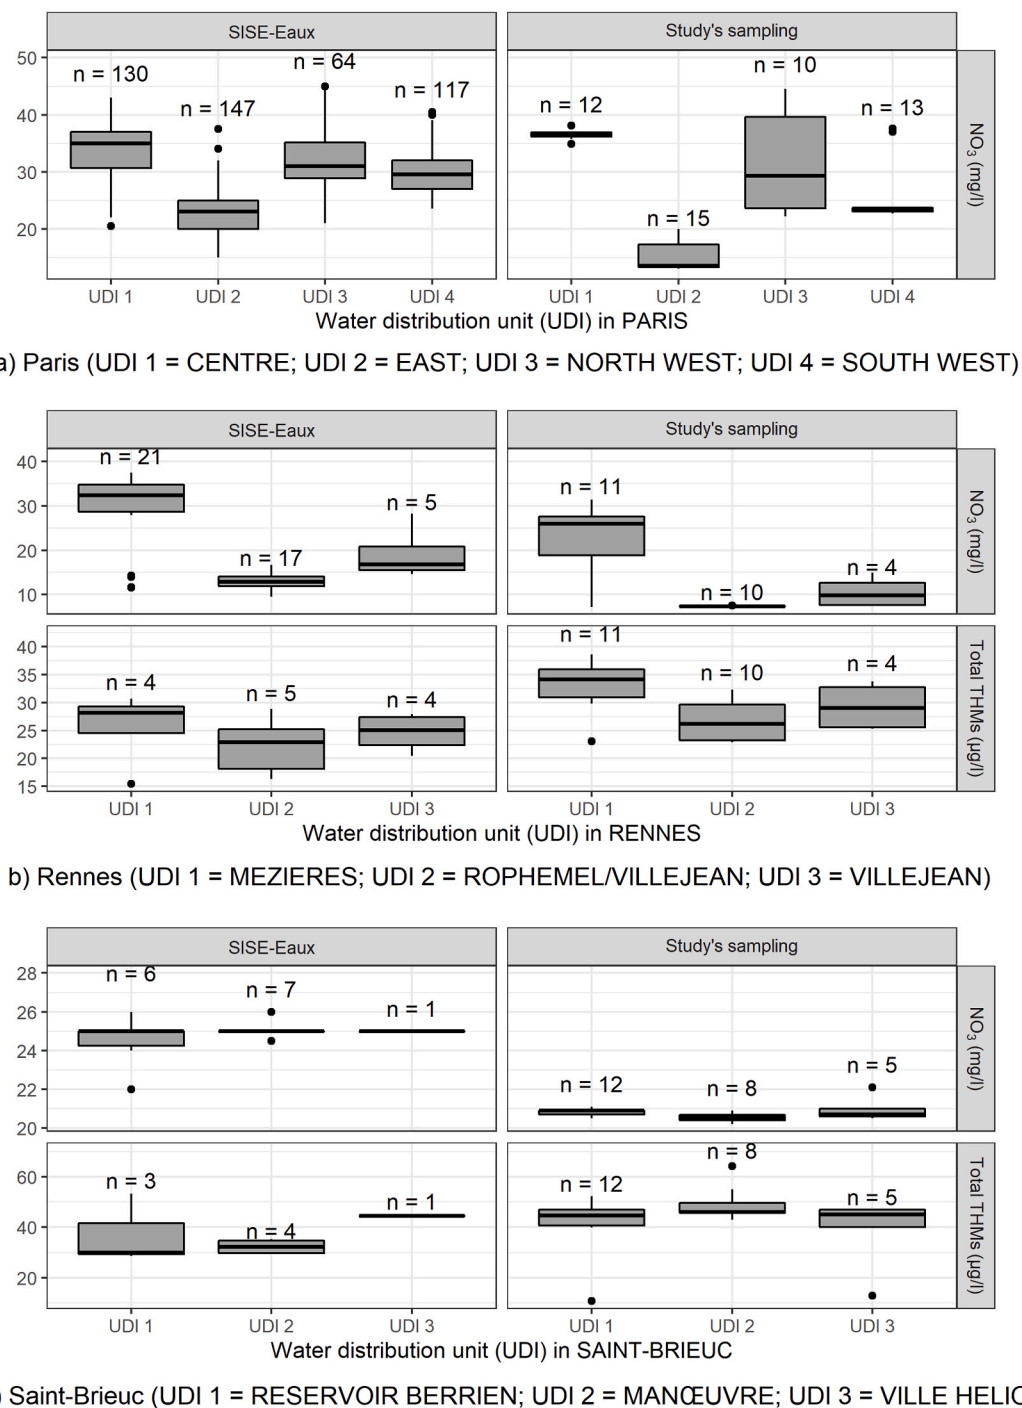 SISE-Eaux Study's sampling
50
40
30
20
n = 130 n = 147 n = 64 n = 117
n = 12 n = 15 n = 10 n = 13
NO₃ (mg/l)
UDI 1 UDI 2 UDI 3 UDI 4 UDI 1 UDI 2 UDI 3 UDI 4
Water distribution unit (UDI) in PARIS
a) Paris (UDI 1 = CENTRE; UDI 2 = EAST; UDI 3 = NORTH WEST; UDI 4 = SOUTH WEST)
SISE-Eaux Study's sampling
40
30
20
10
n = 21 n = 17 n = 5
n = 11 n = 10 n = 4
NO₃ (mg/l)
40
35
30
25
20
15
n = 4 n = 5 n = 4
n = 11 n = 10 n = 4
Total THMs (µg/l)
UDI 1 UDI 2 UDI 3 UDI 1 UDI 2 UDI 3
Water distribution unit (UDI) in RENNES
b) Rennes (UDI 1 = MEZIERES; UDI 2 = ROPHEMEL/VILLEJEAN; UDI 3 = VILLEJEAN)
SISE-Eaux Study's sampling
28
26
24
22
20
n = 6 n = 7 n = 1
n = 12 n = 8 n = 5
NO₃ (mg/l)
60
40
20
n = 3 n = 4 n = 1
n = 12 n = 8 n = 5
Total THMs (µg/l)
UDI 1 UDI 2 UDI 3 UDI 1 UDI 2 UDI 3
Water distribution unit (UDI) in SAINT-BRIEUC
) Saint-Brieuc (UDI 1 = RESERVOIR BERRIEN; UDI 2 = MANŒUVRE; UDI 3 = VILLE